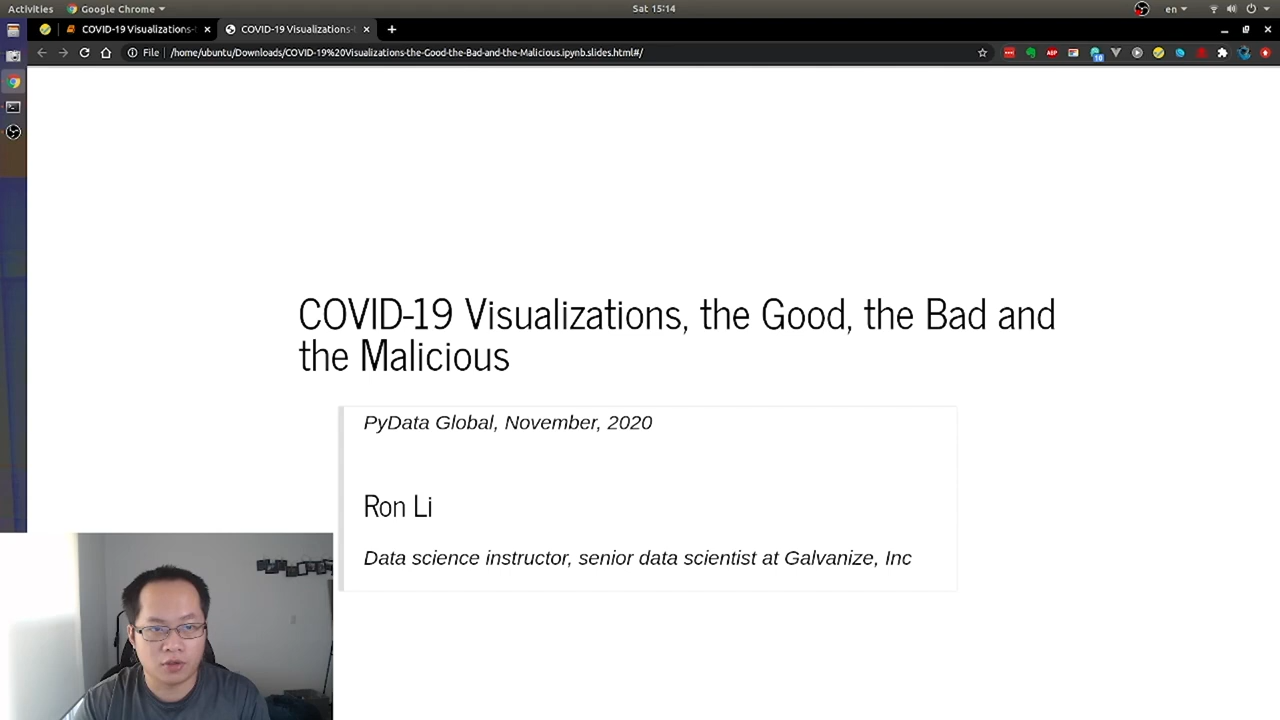 Activities
Google Chrome
Sat 15:14
en
COVID-19 Visualizations-
COVID-19 Visualizations-
File
/home/ubuntu/Downloads/COVID-19%20Visualizations-the-Good-the-Bad-and-the-Malicious.ipynb.slides.html#/
ABP
10
COVID-19 Visualizations, the Good, the Bad and
the Malicious
PyData Global, November, 2020
Ron Li
Data science instructor, senior data scientist at Galvanize, Inc